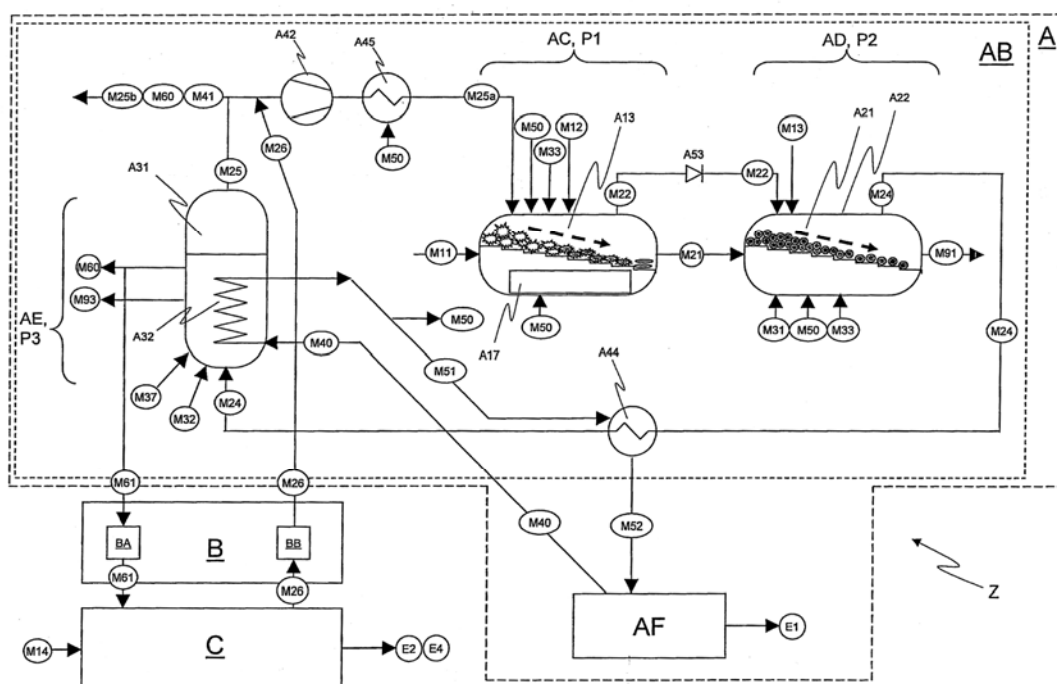 A42
A45
AC, P1
AD, P2
A
AB
M25b M60 M41
M25a
M50
M12
A13
A21
A22
M26
M50
M33
A53
M13
M22
M22
M24
A31
M25
M11
M21
M91
M60
M93
AE,
P3
A32
M40
M50
A17
M50
M31 M50 M33
M24
M51
A44
M37
M32
M24
M61
M26
M40
M52
BA
B
BB
M61
M26
Z
M14
C
E2 E4
AF
E1